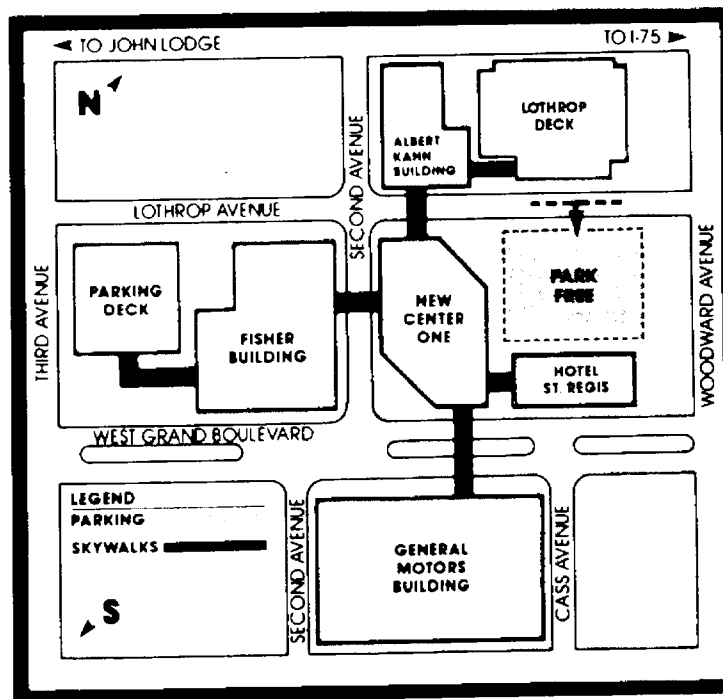 TO JOHN LODGE
TO I-75
N
SECOND AVENUE
ALBERT
KAHN
BUILDING
LOTHROP
DECK
LOTHROP AVENUE
THIRD AVENUE
PARKING
DECK
FISHER
BUILDING
NEW
CENTER
ONE
PARK
FREE
HOTEL
ST. REGIS
WOODWARD AVENUE
WEST GRAND BOULEVARD
LEGEND
PARKING
SKYWALKS
S
SECOND AVENUE
GENERAL
MOTORS
BUILDING
CASS AVENUE